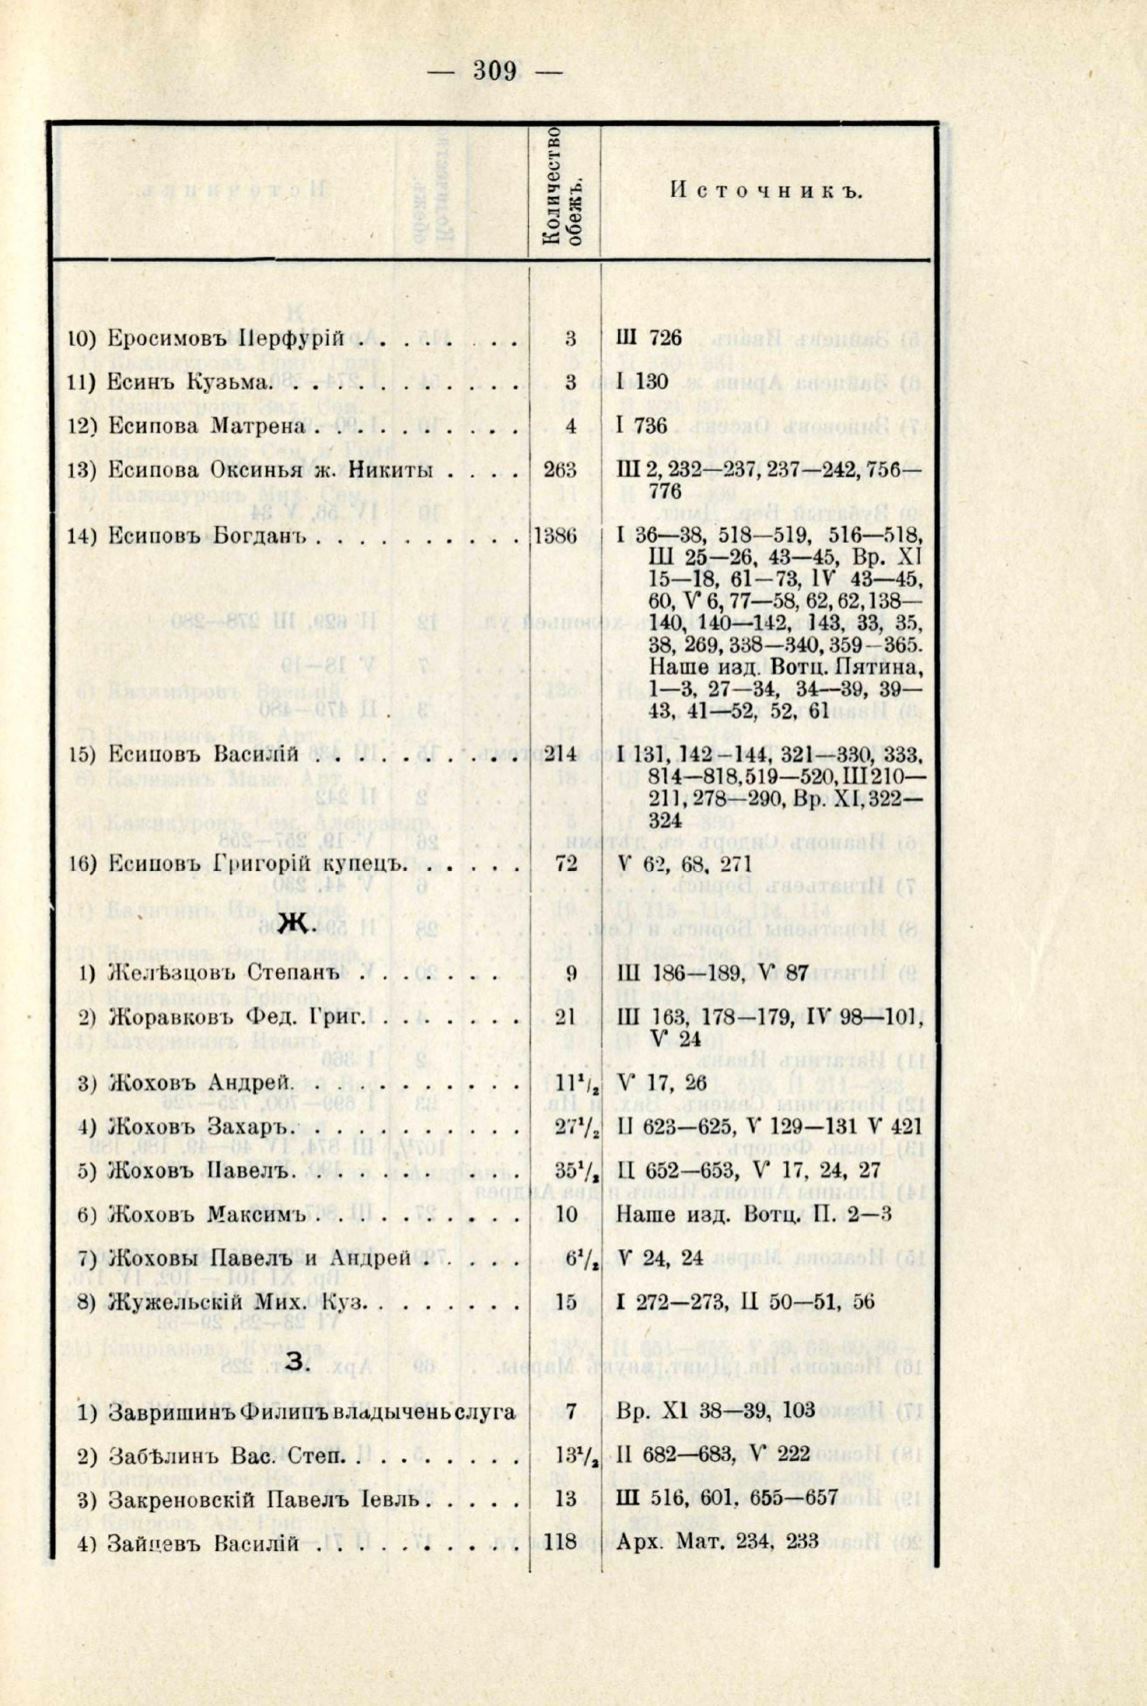 — 309 —
Количество обежъ.
Источникъ.
10) Еросимовъ Перфурій . . . . . . . . 3 III 726
11) Есинъ Кузьма. . . . . . . . . . . . 3 I 130
12) Есипова Матрена . . . . . . . . . . 4 I 736
13) Есипова Оксинья ж. Никиты . . . . 263 III 2, 232—237, 237—242, 756—
776
14) Есиповъ Богданъ . . . . . . . . . . 1386 I 36—38, 518—519, 516—518,
III 25—26, 43—45, Вр. XI
15—18, 61—73, IV 43—45,
60, V 6, 77—58, 62, 62, 138—
140, 140—142, 143, 33, 35,
38, 269, 338—340, 359—365.
Наше изд. Вотц. Пятина,
1—3, 27—34, 34—39, 39—
43, 41—52, 52, 61
15) Есиповъ Василій . . . . . . . . . . 214 I 131, 142—144, 321—330, 333,
814—818, 519—520, III 210—
211, 278—290, Вр. XI, 322—
324
16) Есиповъ Григорій купецъ. . . . . . 72 V 62, 68, 271
Ж.
1) Желѣзцовъ Степанъ . . . . . . . 9 III 186—189, V 87
2) Жоравковъ Фед. Григ. . . . . . . . 21 III 163, 178—179, IV 98—101,
V 24
3) Жоховъ Андрей. . . . . . . . . . . 11½ V 17, 26
4) Жоховъ Захаръ. . . . . . . . . . . 27½ II 623—625, V 129—131 V 421
5) Жоховъ Павелъ. . . . . . . . . . . 35½ II 652—653, V 17, 24, 27
6) Жоховъ Максимъ . . . . . . . . . . 10 Наше изд. Вотц. П. 2—3
7) Жоховы Павелъ и Андрей . . . . . 6½ V 24, 24
8) Жужельскій Мих. Куз. . . . . . . . 15 I 272—273, II 50—51, 56
З.
1) Завришинъ Филипъ владычень слуга 7 Вр. XI 38—39, 103
2) Забѣлинъ Вас. Степ. . . . . . . . . 13½ II 682—683, V 222
3) Закреновскій Павелъ Іевль . . . . . 13 III 516, 601, 655—657
4) Зайцевъ Василій . . . . . . . . . . 118 Арх. Мат. 234, 233